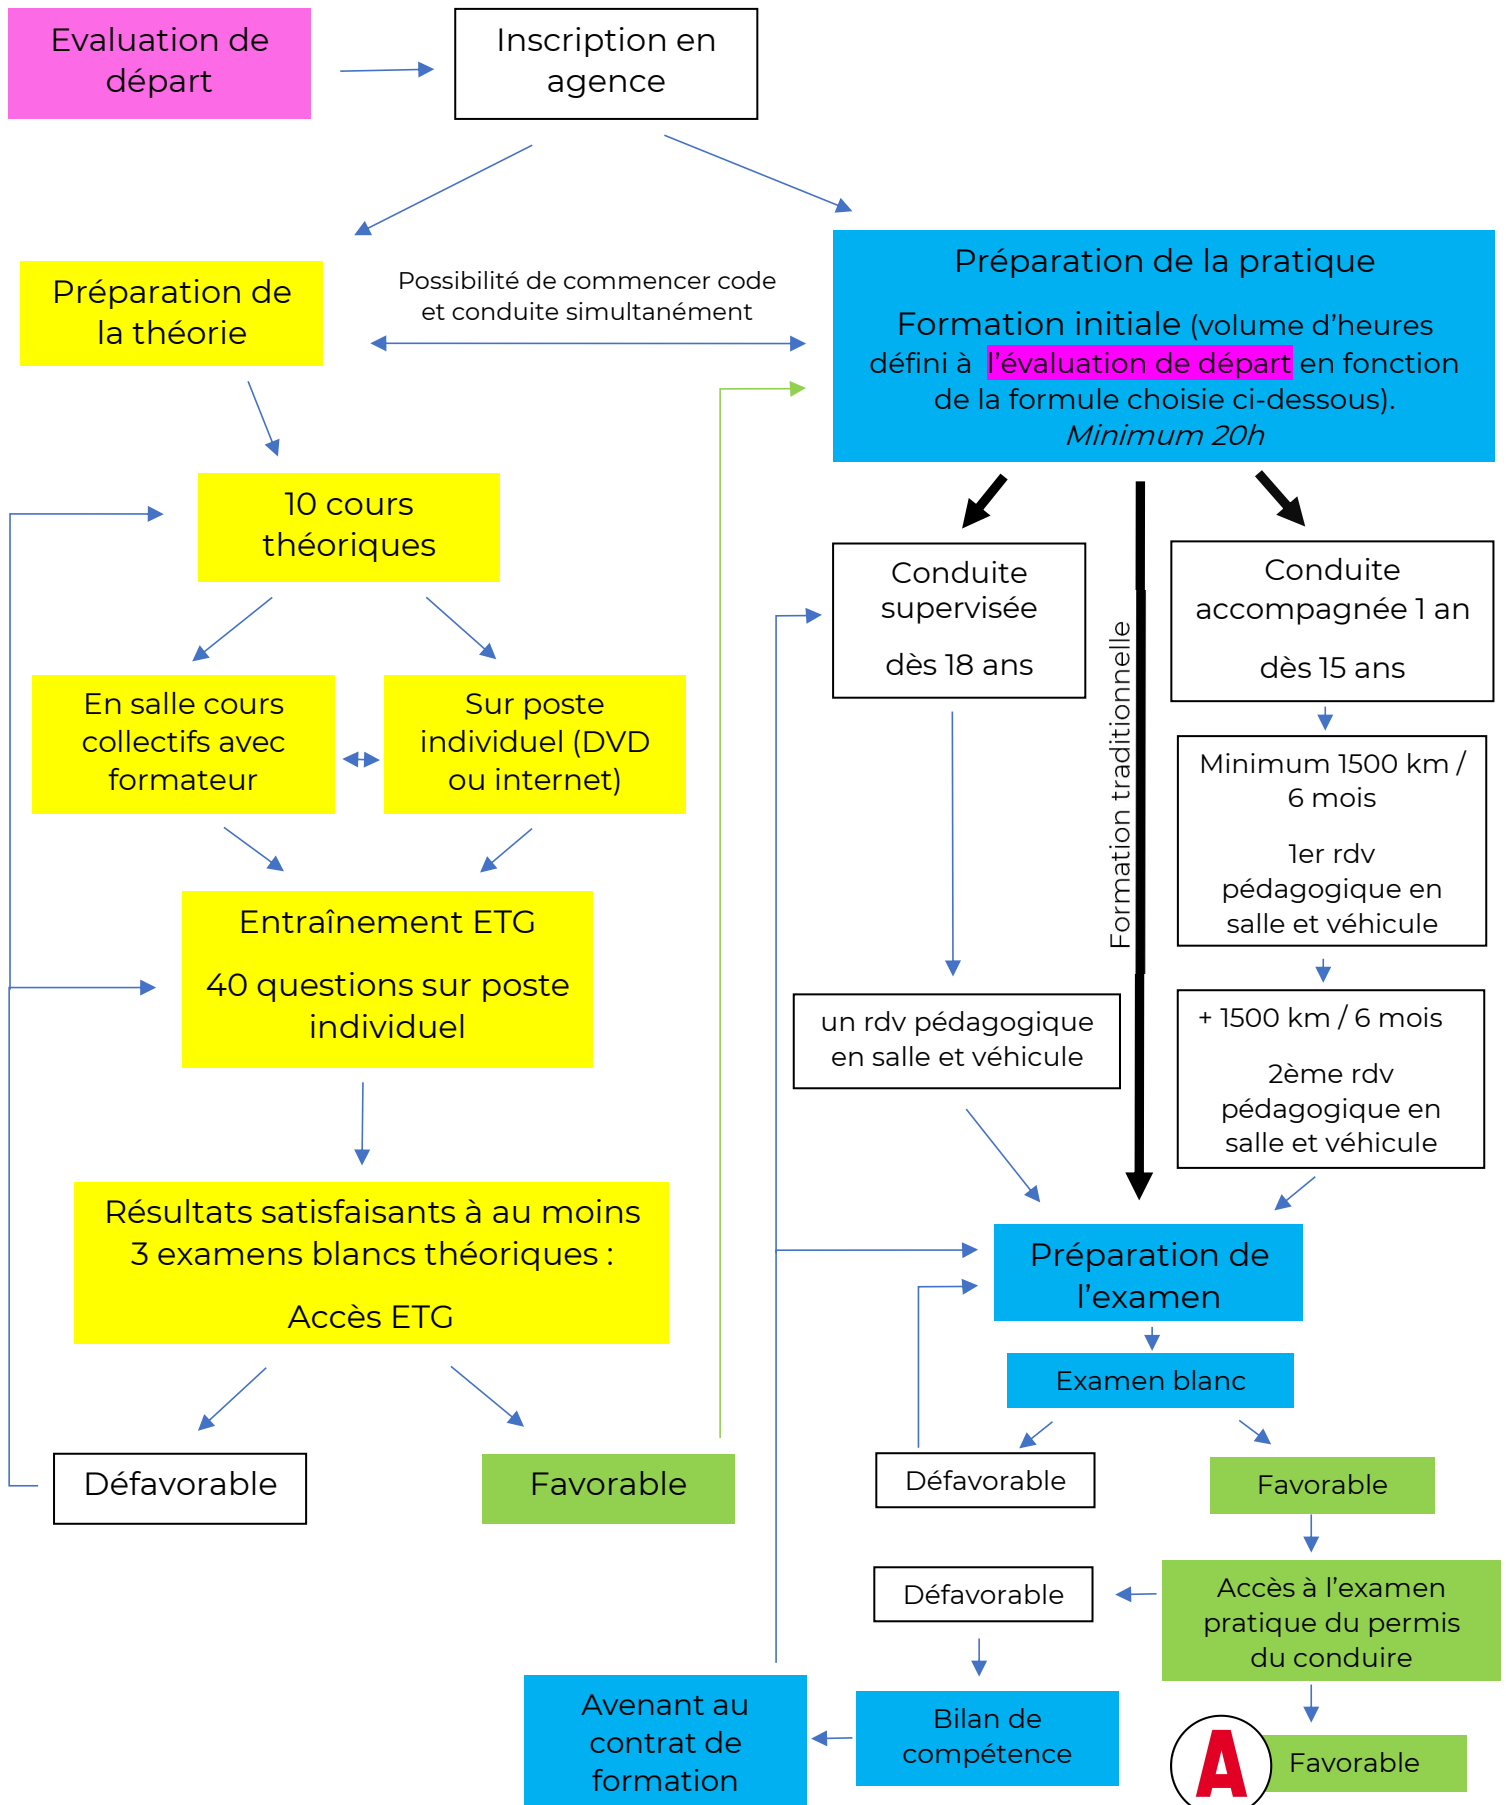 Evaluation de
départ
Inscription en
agence
Possibilité de commencer code
et conduite simultanément
Préparation de
la théorie
10 cours
théoriques
En salle cours
collectifs avec
formateur
Sur poste
individuel (DVD
ou internet)
Entraînement ETG
40 questions sur poste
individuel
Résultats satisfaisants à au moins
3 examens blancs théoriques :
Accès ETG
Défavorable
Favorable
Préparation de la pratique
Formation initiale (volume d’heures
défini à l’évaluation de départ en fonction
de la formule choisie ci-dessous).
Minimum 20h
Conduite
supervisée
dès 18 ans
Formation traditionnelle
Conduite
accompagnée 1 an
dès 15 ans
Minimum 1500 km /
6 mois
1er rdv
pédagogique en
salle et véhicule
un rdv pédagogique
en salle et véhicule
+ 1500 km / 6 mois
2ème rdv
pédagogique en
salle et véhicule
Préparation de
l’examen
Examen blanc
Défavorable
Favorable
Accès à l’examen
pratique du permis
du conduire
Défavorable
Bilan de
compétence
Avenant au
contrat de
formation
A
Favorable